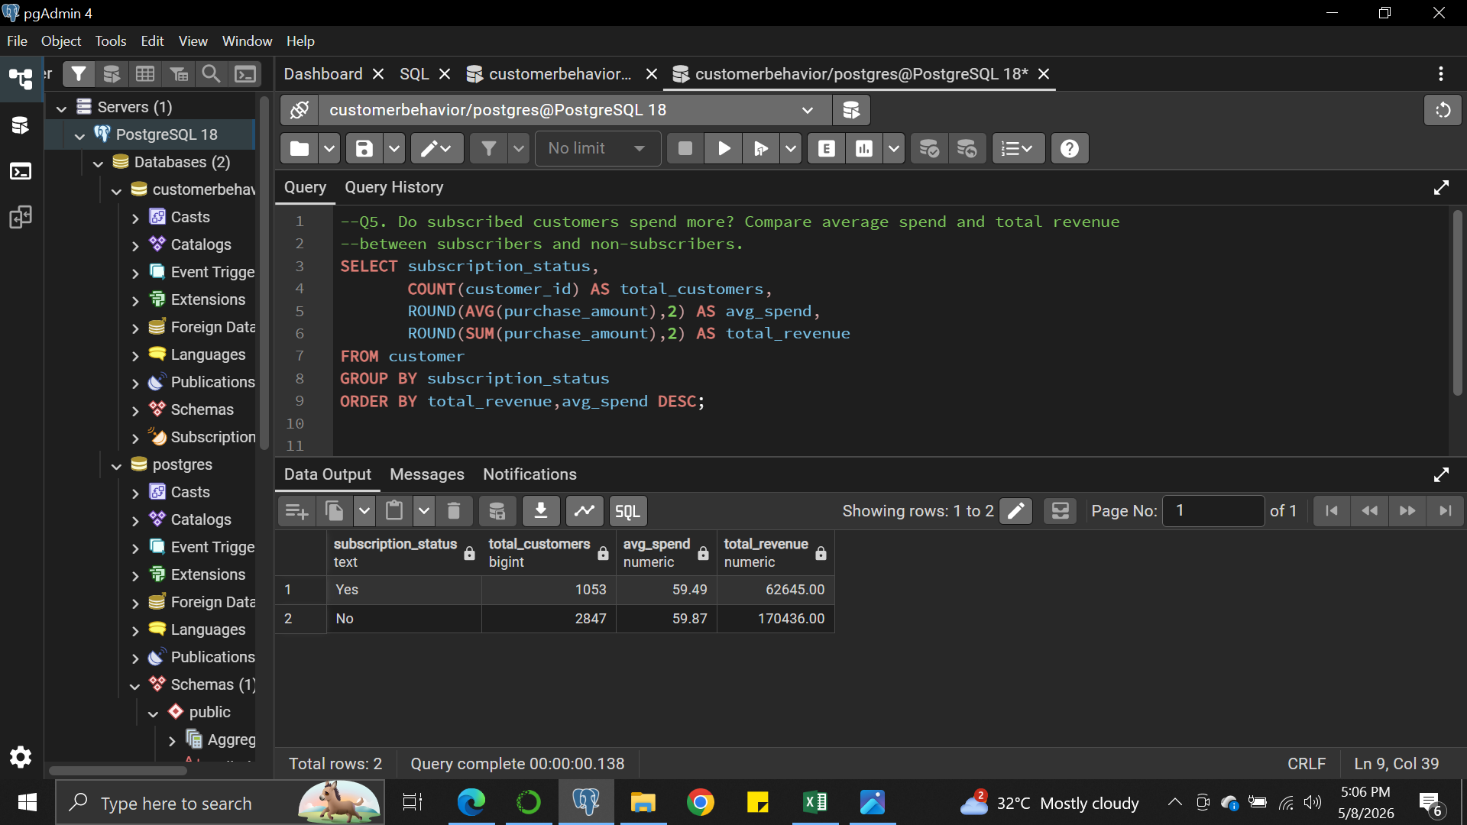 pgAdmin 4
File Object Tools Edit View Window Help
er
Dashboard SQL customerbehavior... customerbehavior/postgres@PostgreSQL 18*
Servers (1)
PostgreSQL 18
Databases (2)
customerbehav
Casts
Catalogs
Event Trigge
Extensions
Foreign Data
Languages
Publications
Schemas
Subscription
postgres
Casts
Catalogs
Event Trigge
Extensions
Foreign Data
Languages
Publications
Schemas (1)
public
Aggreg
customerbehavior/postgres@PostgreSQL 18
No limit
E
Query Query History
1 --Q5. Do subscribed customers spend more? Compare average spend and total revenue
2 --between subscribers and non-subscribers.
3 SELECT subscription_status,
4 COUNT(customer_id) AS total_customers,
5 ROUND(AVG(purchase_amount),2) AS avg_spend,
6 ROUND(SUM(purchase_amount),2) AS total_revenue
7 FROM customer
8 GROUP BY subscription_status
9 ORDER BY total_revenue,avg_spend DESC;
10
11
Data Output Messages Notifications
SQL Showing rows: 1 to 2 Page No: 1 of 1
subscription_status total_customers avg_spend total_revenue
text bigint numeric numeric
1 Yes 1053 59.49 62645.00
2 No 2847 59.87 170436.00
Total rows: 2 Query complete 00:00:00.138 CRLF Ln 9, Col 39
Type here to search 2 32°C Mostly cloudy 5:06 PM
5/8/2026 6